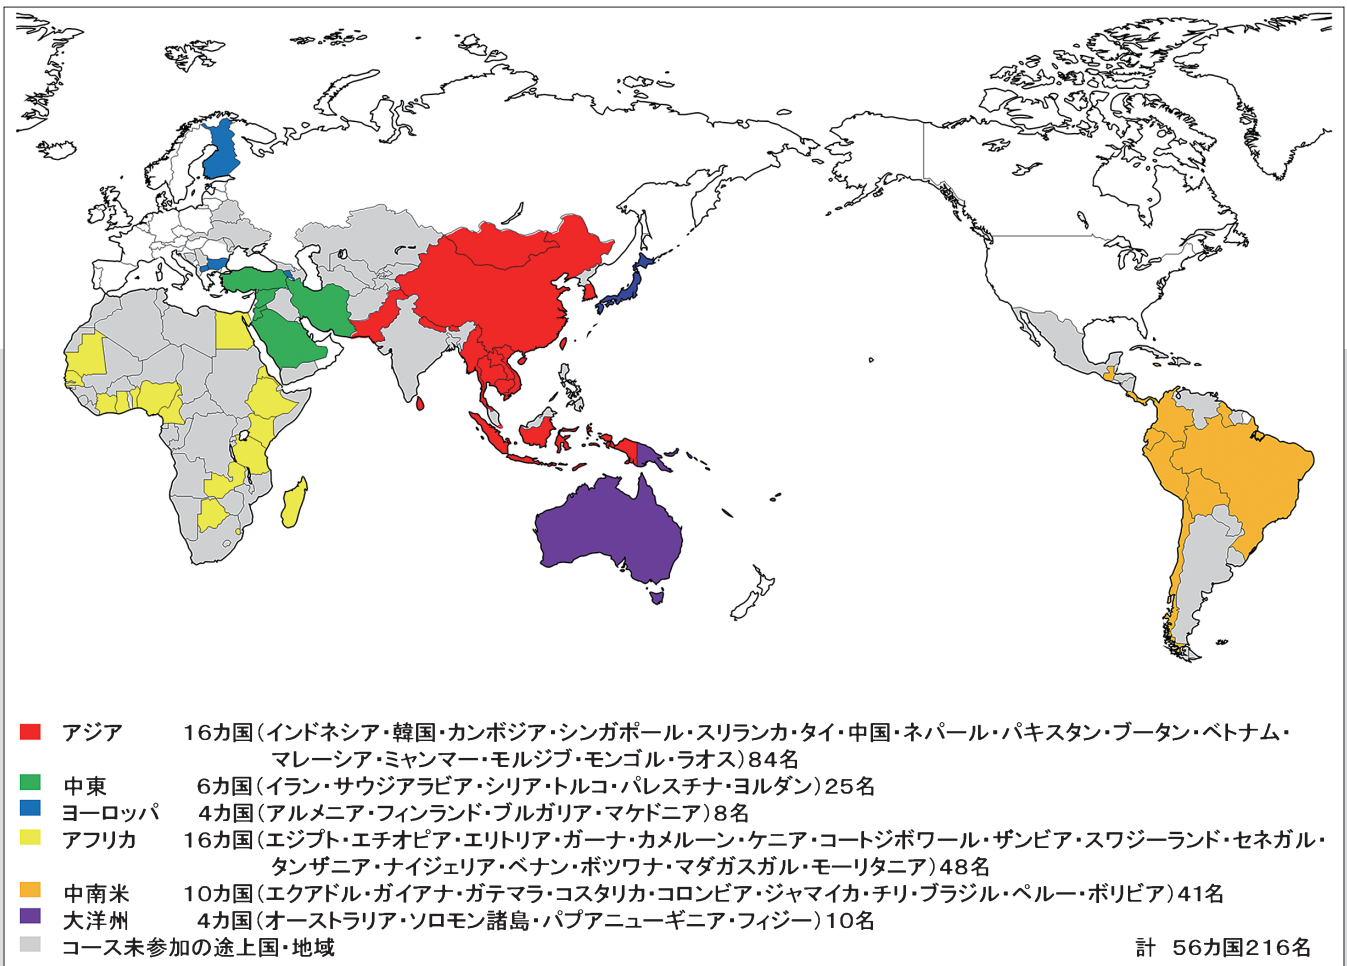 アジア 16カ国(インドネシア・韓国・カンボジア・シンガポール・スリランカ・タイ・中国・ネパール・パキスタン・ブータン・ベトナム・
マレーシア・ミャンマー・モルジブ・モンゴル・ラオス)84名
中東 6カ国(イラン・サウジアラビア・シリア・トルコ・パレスチナ・ヨルダン)25名
ヨーロッパ 4カ国(アルメニア・フィンランド・ブルガリア・マケドニア)8名
アフリカ 16カ国(エジプト・エチオピア・エリトリア・ガーナ・カメルーン・ケニア・コートジボワール・ザンビア・スワジーランド・セネガル・
タンザニア・ナイジェリア・ベナン・ボツワナ・マダガスガル・モーリタニア)48名
中南米 10カ国(エクアドル・ガイアナ・ガテマラ・コスタリカ・コロンビア・ジャマイカ・チリ・ブラジル・ペルー・ボリビア)41名
大洋州 4カ国(オーストラリア・ソロモン諸島・パプアニューギニア・フィジー)10名
コース未参加の途上国・地域 計 56カ国216名